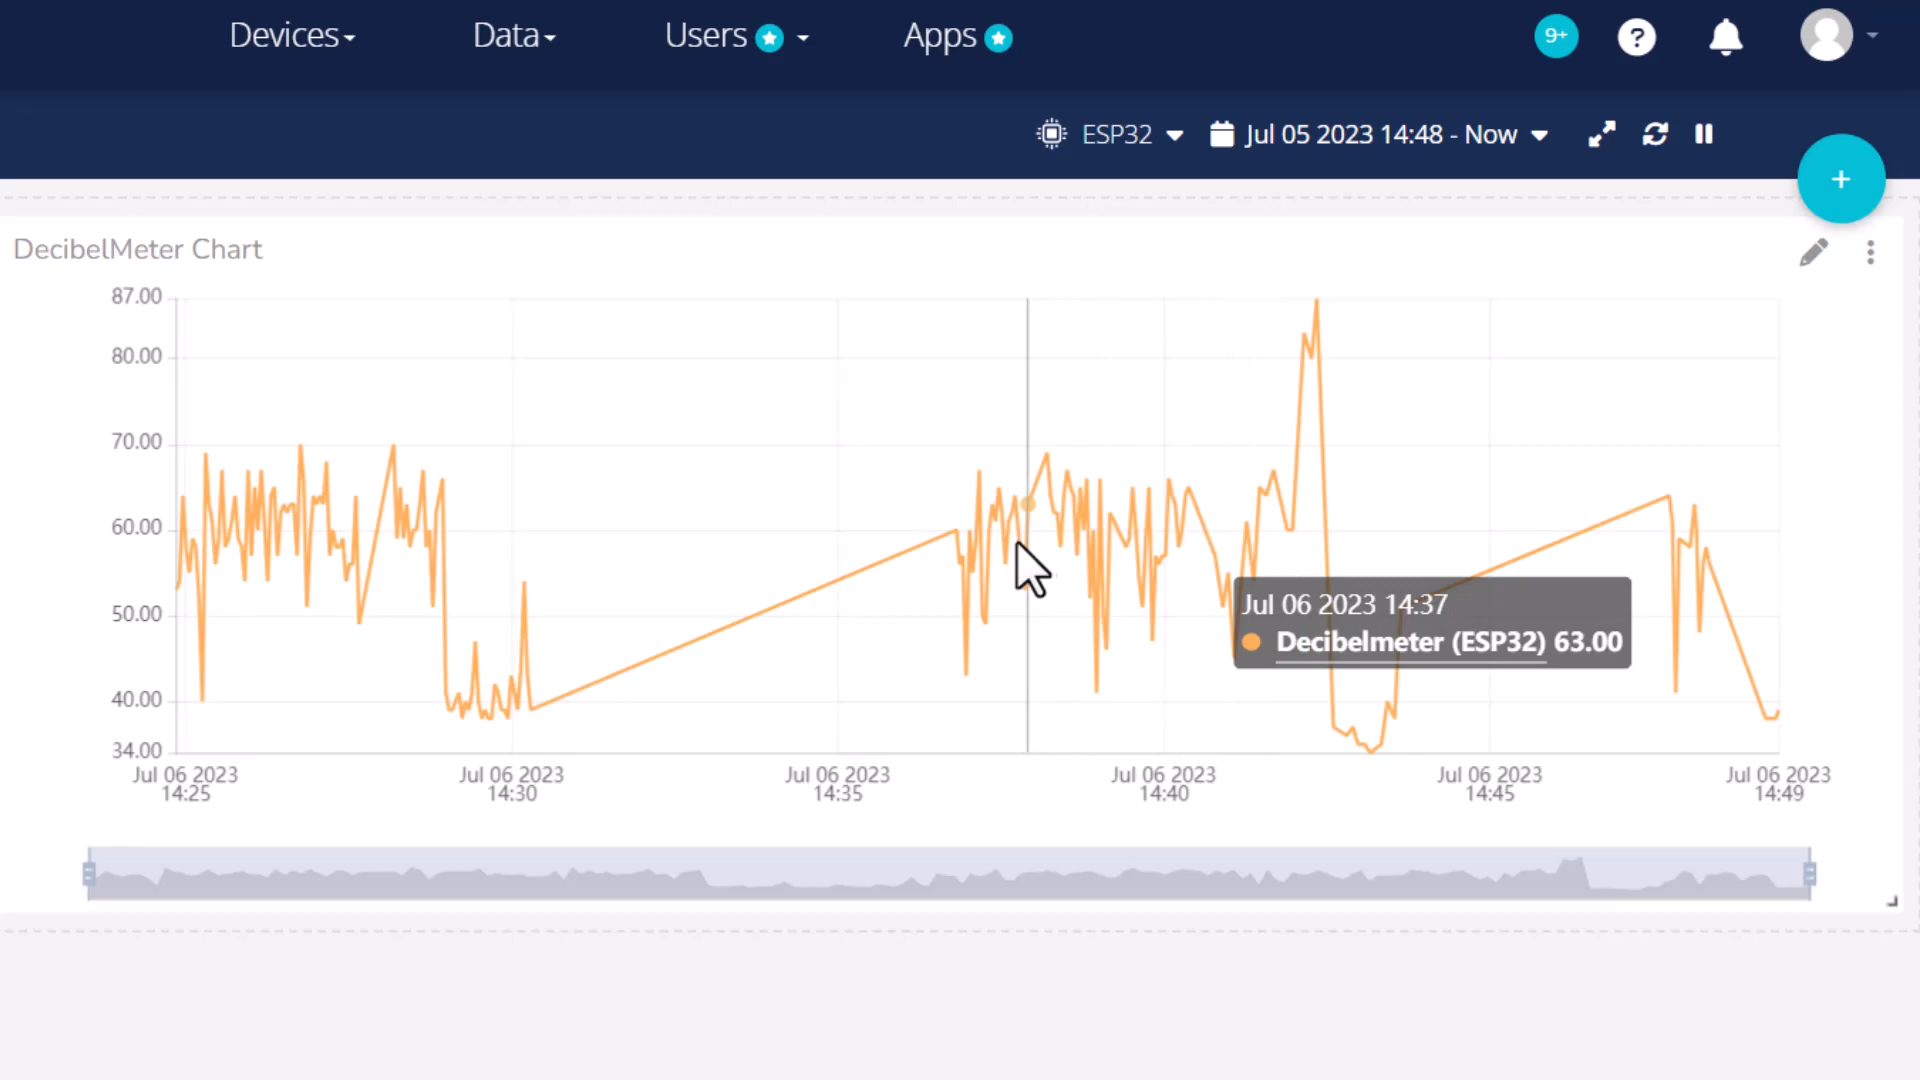 Devices
Data
Users
Apps
9+
?
ESP32
Jul 05 2023 14:48 - Now
+
DecibelMeter Chart
87.00
80.00
70.00
60.00
50.00
40.00
34.00
Jul 06 2023 14:37
Decibelmeter (ESP32) 63.00
Jul 06 2023
14:25
Jul 06 2023
14:30
Jul 06 2023
14:35
Jul 06 2023
14:40
Jul 06 2023
14:45
Jul 06 2023
14:49